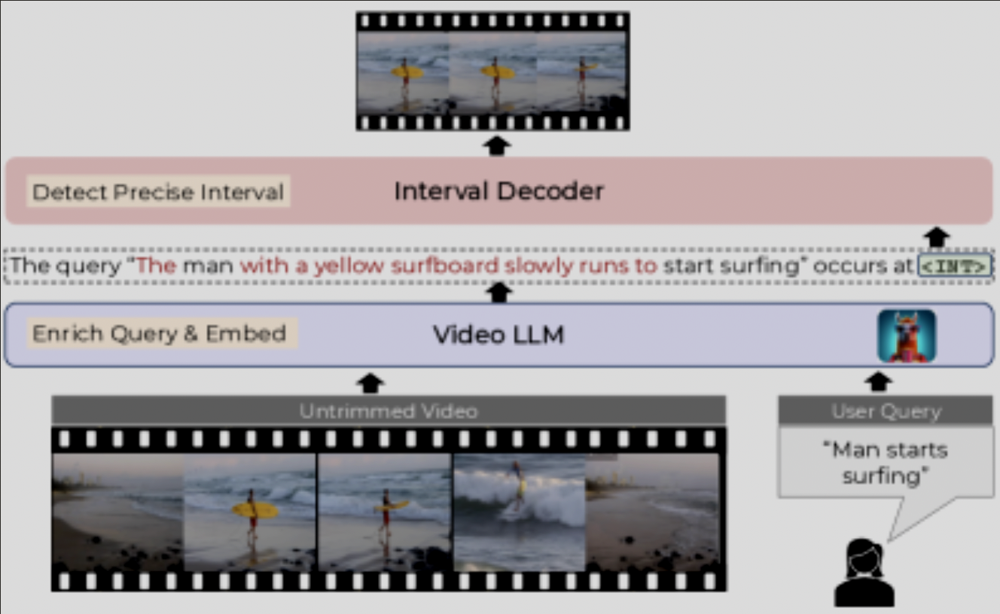 Detect Precise Interval
Interval Decoder
The query "The man with a yellow surfboard slowly runs to start surfing" occurs at <INT>
Enrich Query & Embed
Video LLM
Untrimmed Video
User Query
"Man starts
surfing"